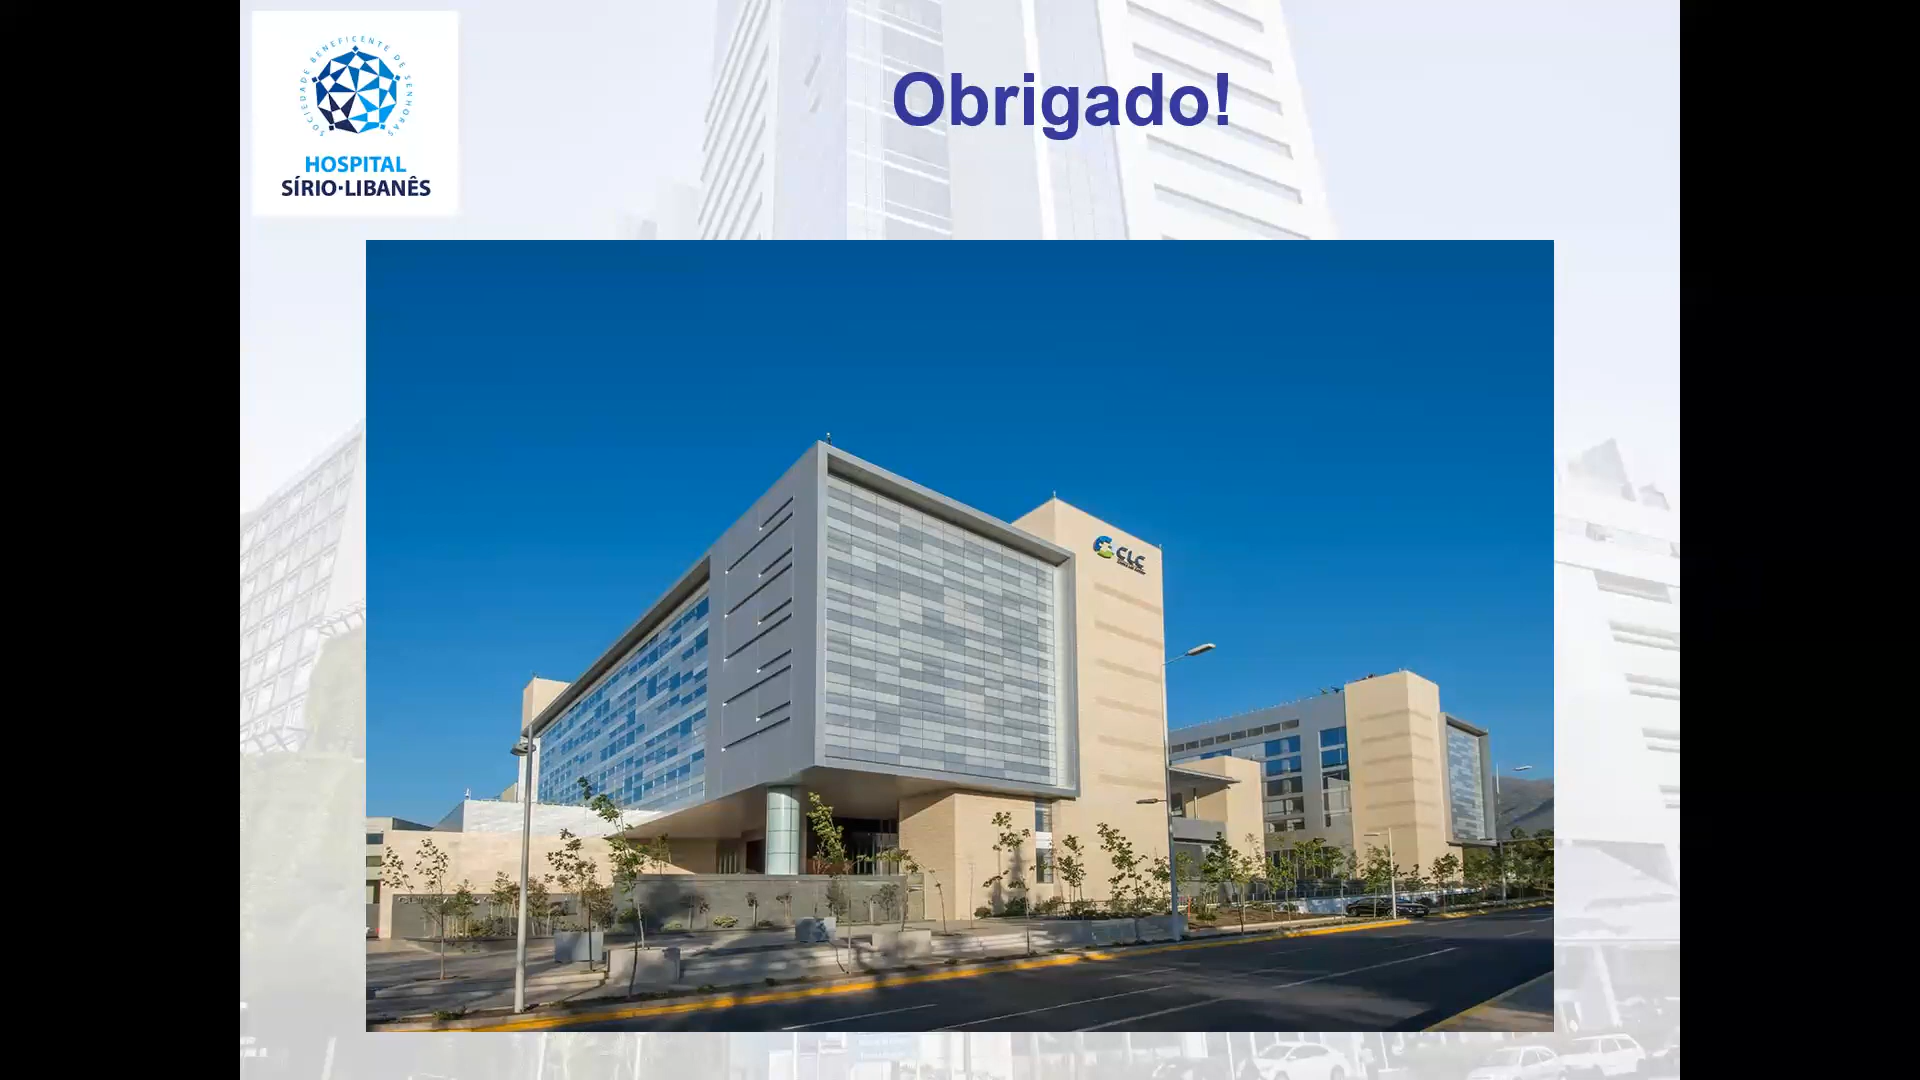 SOCIEDADE BENEFICENTE DE SENHORAS
HOSPITAL
SÍRIO·LIBANÊS
Obrigado!
CLC